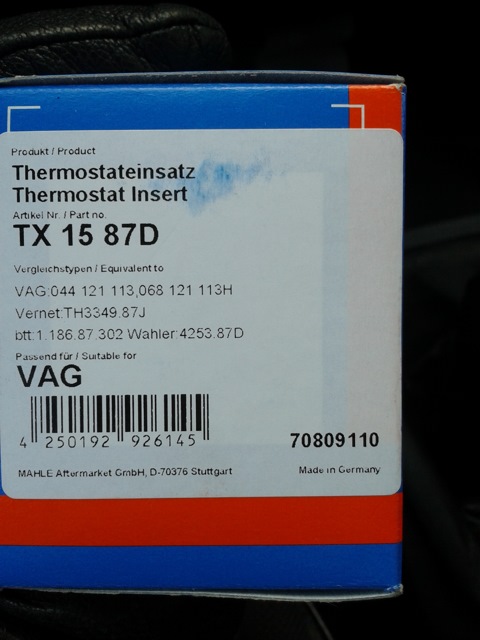 Produkt / Product
Thermostateinsatz
Thermostat Insert
Artikel Nr. / Part no.
TX 15 87D
Vergleichstypen / Equivalent to
VAG:044 121 113,068 121 113H
Vernet:TH3349.87J
btt:1.186.87.302 Wahler:4253.87D
Passend für / Suitable for
VAG
4 250192 926145
70809110
MAHLE Aftermarket GmbH, D-70376 Stuttgart
Made in Germany